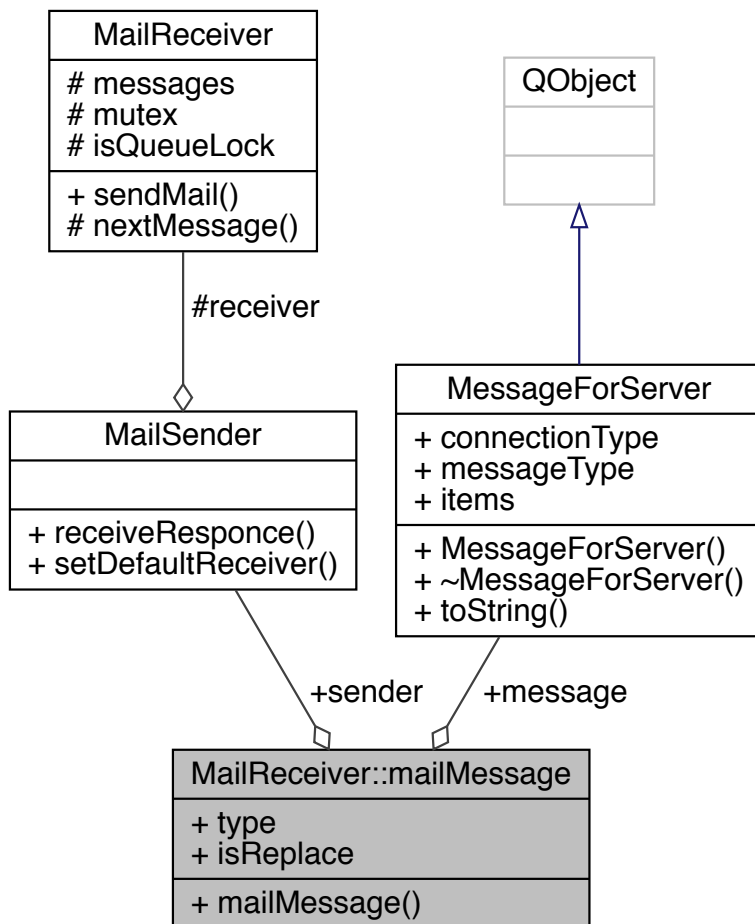 MailReceiver
# messages
# mutex
# isQueueLock
+ sendMail()
# nextMessage()
QObject
#receiver
MailSender
+ receiveResponce()
+ setDefaultReceiver()
MessageForServer
+ connectionType
+ messageType
+ items
+ MessageForServer()
+ ~MessageForServer()
+ toString()
+sender
+message
MailReceiver::mailMessage
+ type
+ isReplace
+ mailMessage()